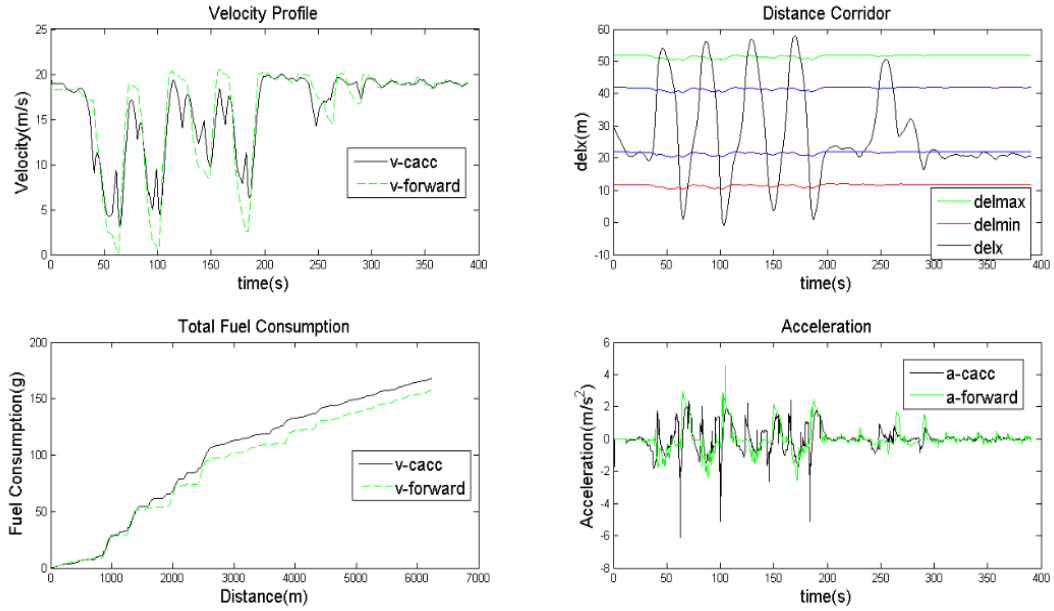 Velocity Profile
25
20
15
10
5
0
Velocity(m/s)
v-cacc
v-forward
0 50 100 150 200 250 300 350 400
time(s)
Distance Corridor
60
50
40
30
20
10
0
-10
delx(m)
delmax
delmin
delx
0 50 100 150 200 250 300 350 400
time(s)
Total Fuel Consumption
200
150
100
50
0
Fuel Consumption(g)
v-cacc
v-forward
0 1000 2000 3000 4000 5000 6000 7000
Distance(m)
Acceleration
6
4
2
0
-2
-4
-6
-8
Acceleration(m/s²)
a-cacc
a-forward
0 50 100 150 200 250 300 350 400
time(s)